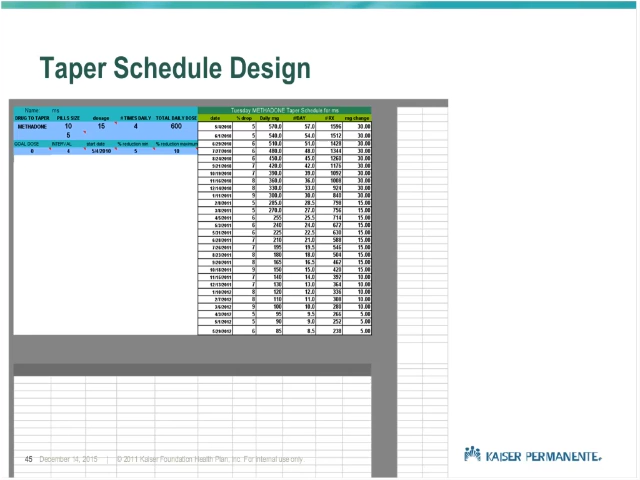 Taper Schedule Design
Name: ms Tuesday METHADONE Taper Schedule for ms
DRUG TO TAPER PILLS SIZE dosage # TIMES DAILY TOTAL DAILY DOSE date % drop Daily mg #/DAY # RX mg change
METHADONE 10 15 4 600 5/4/2010 5 570.0 57.0 1596 30.00
5 6/1/2010 5 540.0 54.0 1512 30.00
GOAL DOSE INTERVAL start date % reduction min % reduction maximum 6/29/2010 6 510.0 51.0 1428 30.00
0 4 5/4/2010 5 10 7/27/2010 6 480.0 48.0 1344 30.00
8/24/2010 6 450.0 45.0 1260 30.00
9/21/2010 7 420.0 42.0 1176 30.00
10/19/2010 7 390.0 39.0 1092 30.00
11/16/2010 8 360.0 36.0 1008 30.00
12/14/2010 8 330.0 33.0 924 30.00
1/11/2011 9 300.0 30.0 840 30.00
2/8/2011 5 285.0 28.5 798 15.00
3/8/2011 5 270.0 27.0 756 15.00
4/5/2011 6 255 25.5 714 15.00
5/3/2011 6 240 24.0 672 15.00
5/31/2011 6 225 22.5 630 15.00
6/28/2011 7 210 21.0 588 15.00
7/26/2011 7 195 19.5 546 15.00
8/23/2011 8 180 18.0 504 15.00
9/20/2011 8 165 16.5 462 15.00
10/18/2011 9 150 15.0 420 15.00
11/15/2011 7 140 14.0 392 10.00
12/13/2011 7 130 13.0 364 10.00
1/10/2012 8 120 12.0 336 10.00
2/7/2012 8 110 11.0 308 10.00
3/6/2012 9 100 10.0 280 10.00
4/3/2012 5 95 9.5 266 5.00
5/1/2012 5 90 9.0 252 5.00
5/29/2012 6 85 8.5 238 5.00
45 December 14, 2015 | © 2011 Kaiser Foundation Health Plan, Inc. For internal use only
KAISER PERMANENTE.